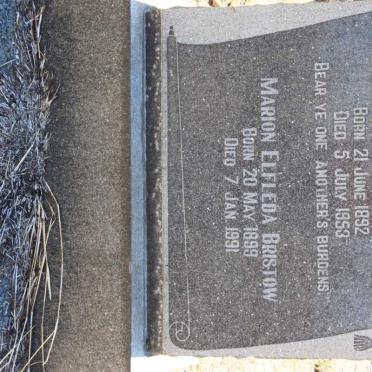 BORN 21 JUNE 1892
DIED 5 JULY 1953
"BEAR YE ONE ANOTHER'S BURDENS"
MARION ELFLEDA BRISTOW
BORN 20 MAY 1899
DIED 7 JAN 1991